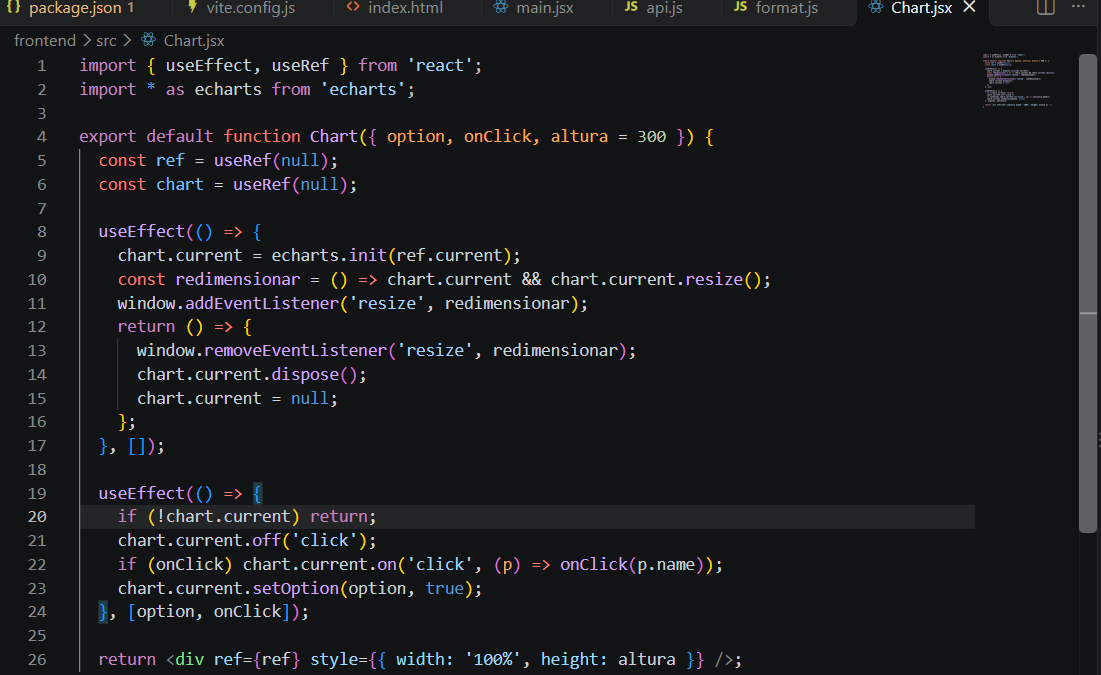 {} package.json 1 vite.config.js <> index.html main.jsx JS api.js JS format.js Chart.jsx ✕ ···
frontend > src > Chart.jsx
1 import { useEffect, useRef } from 'react';
2 import * as echarts from 'echarts';
3
4 export default function Chart({ option, onClick, altura = 300 }) {
5   const ref = useRef(null);
6   const chart = useRef(null);
7
8   useEffect(() => {
9     chart.current = echarts.init(ref.current);
10     const redimensionar = () => chart.current && chart.current.resize();
11     window.addEventListener('resize', redimensionar);
12     return () => {
13       window.removeEventListener('resize', redimensionar);
14       chart.current.dispose();
15       chart.current = null;
16     };
17   }, []);
18
19   useEffect(() => {
20     if (!chart.current) return;
21     chart.current.off('click');
22     if (onClick) chart.current.on('click', (p) => onClick(p.name));
23     chart.current.setOption(option, true);
24   }, [option, onClick]);
25
26   return <div ref={ref} style={{ width: '100%', height: altura }} />;